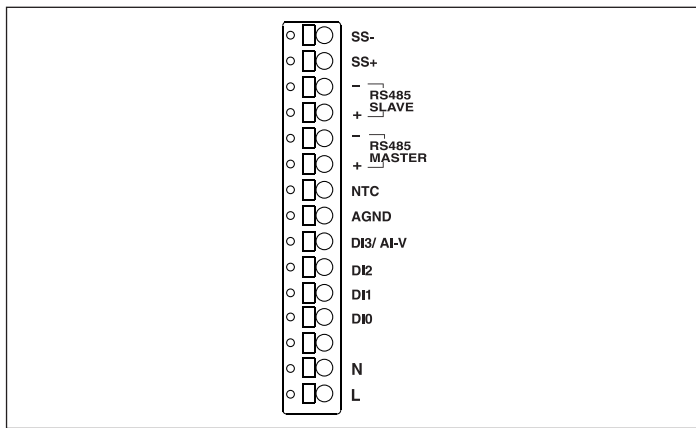 SS-
SS+
−
RS485
SLAVE
+
−
RS485
MASTER
+
NTC
AGND
DI3/ AI-V
DI2
DI1
DI0
N
L